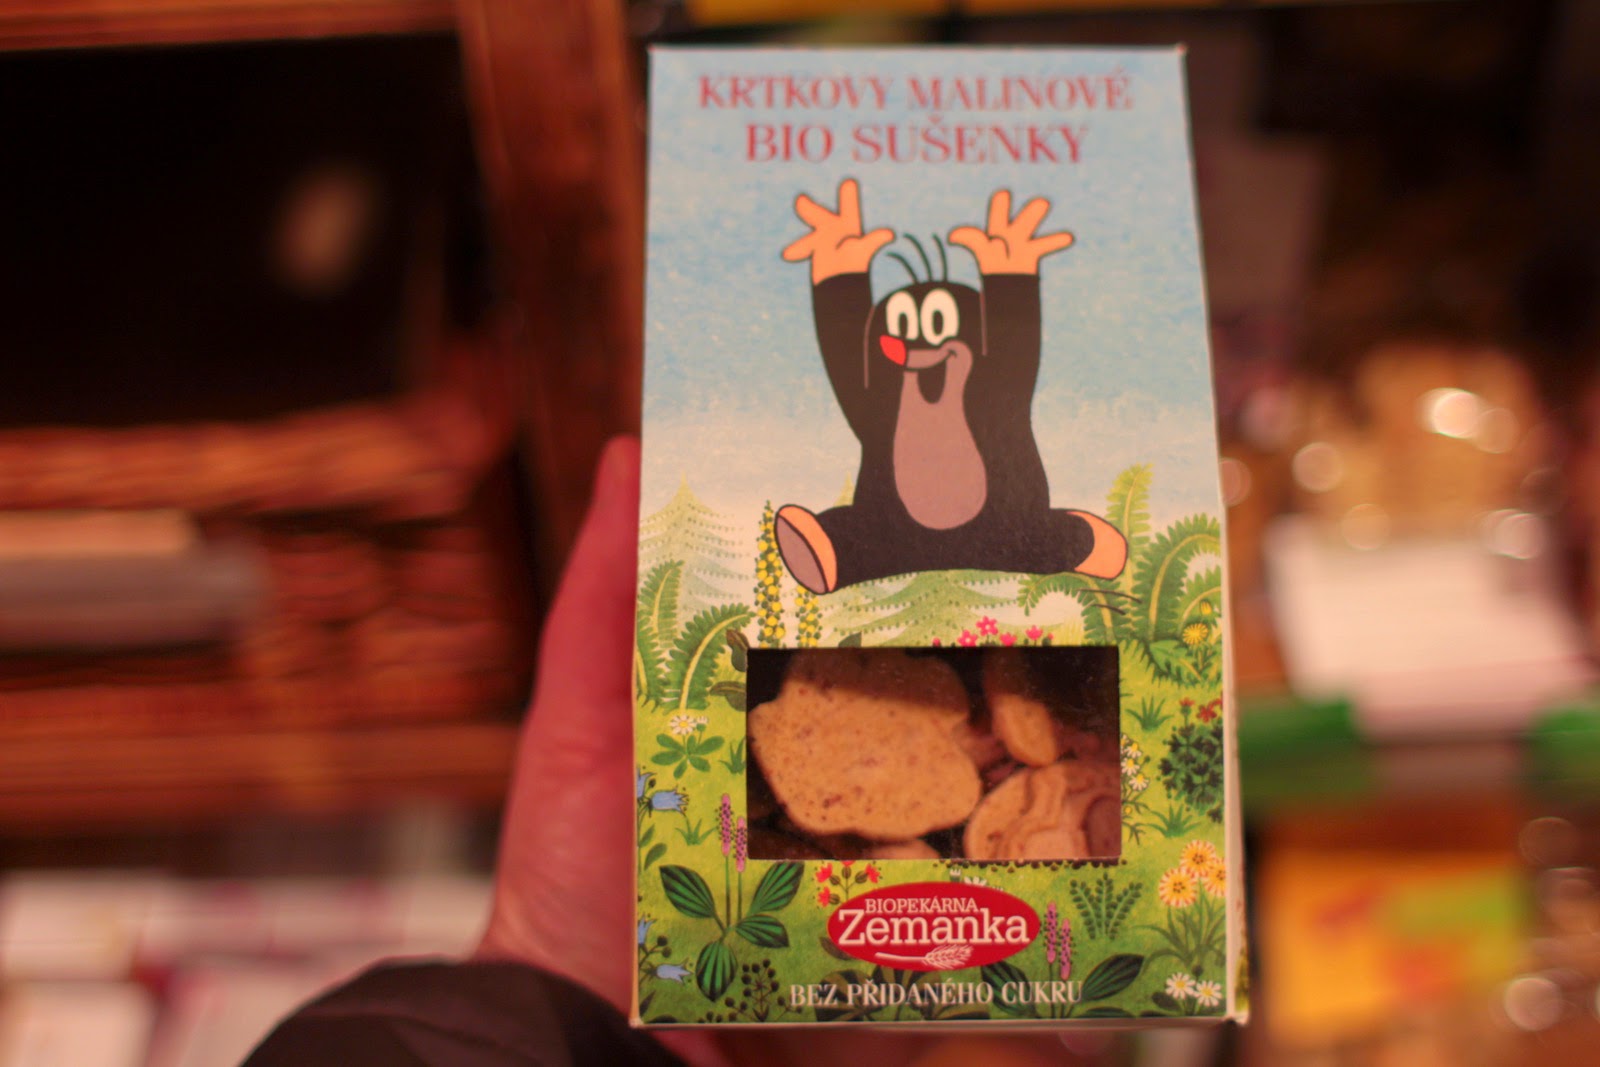 KRTKOVY MALINOVÉ
BIO SUŠENKY
BIOPEKÁRNA
Zemanka
BEZ PŘIDANÉHO CUKRU